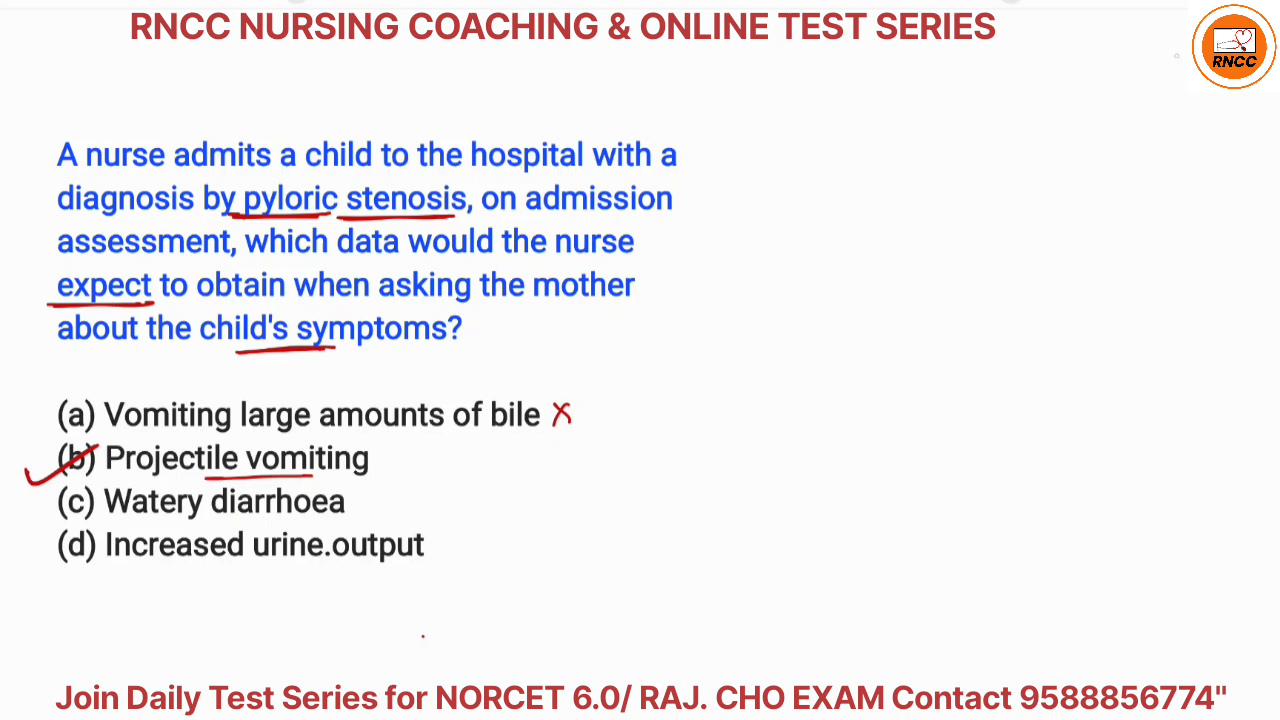 RNCC NURSING COACHING & ONLINE TEST SERIES
RNCC
A nurse admits a child to the hospital with a
diagnosis by pyloric stenosis, on admission
assessment, which data would the nurse
expect to obtain when asking the mother
about the child's symptoms?
(a) Vomiting large amounts of bile
(b) Projectile vomiting
(c) Watery diarrhoea
(d) Increased urine.output
Join Daily Test Series for NORCET 6.0/ RAJ. CHO EXAM Contact 9588856774"